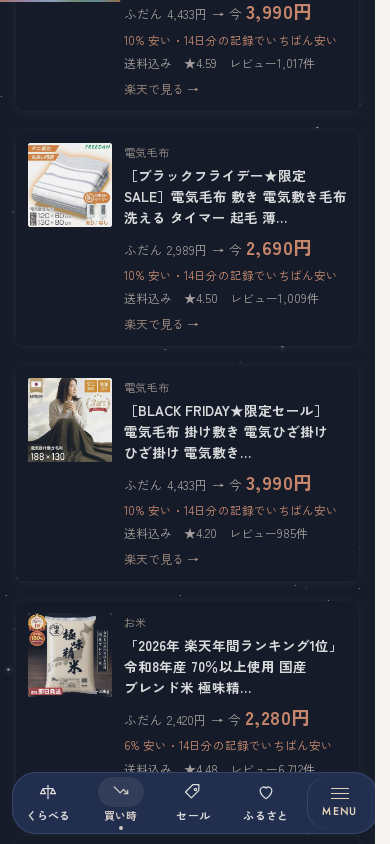 ふだん 4,433円 → 今 3,990円
10% 安い・14日分の記録でいちばん安い
送料込み ★4.59 レビュー1,017件
楽天で見る →
FREEDAM
電気毛布
［ブラックフライデー★限定
SALE］電気毛布 敷き 電気敷き毛布
洗える タイマー 起毛 薄…
ふだん 2,989円 → 今 2,690円
10% 安い・14日分の記録でいちばん安い
送料込み ★4.50 レビュー1,009件
楽天で見る →
電気毛布
［BLACK FRIDAY★限定セール］
電気毛布 掛け敷き 電気ひざ掛け
ひざ掛け 電気敷き…
188×130
ふだん 4,433円 → 今 3,990円
10% 安い・14日分の記録でいちばん安い
送料込み ★4.20 レビュー985件
楽天で見る →
お米
「2026年 楽天年間ランキング1位」
令和8年産 70%以上使用 国産
ブレンド米 極味精…
極味
精米
即日発送
ふだん 2,420円 → 今 2,280円
6% 安い・14日分の記録でいちばん安い
送料込み ★4.48 レビュー6,712件
くらべる
買い時
セール
ふるさと
MENU